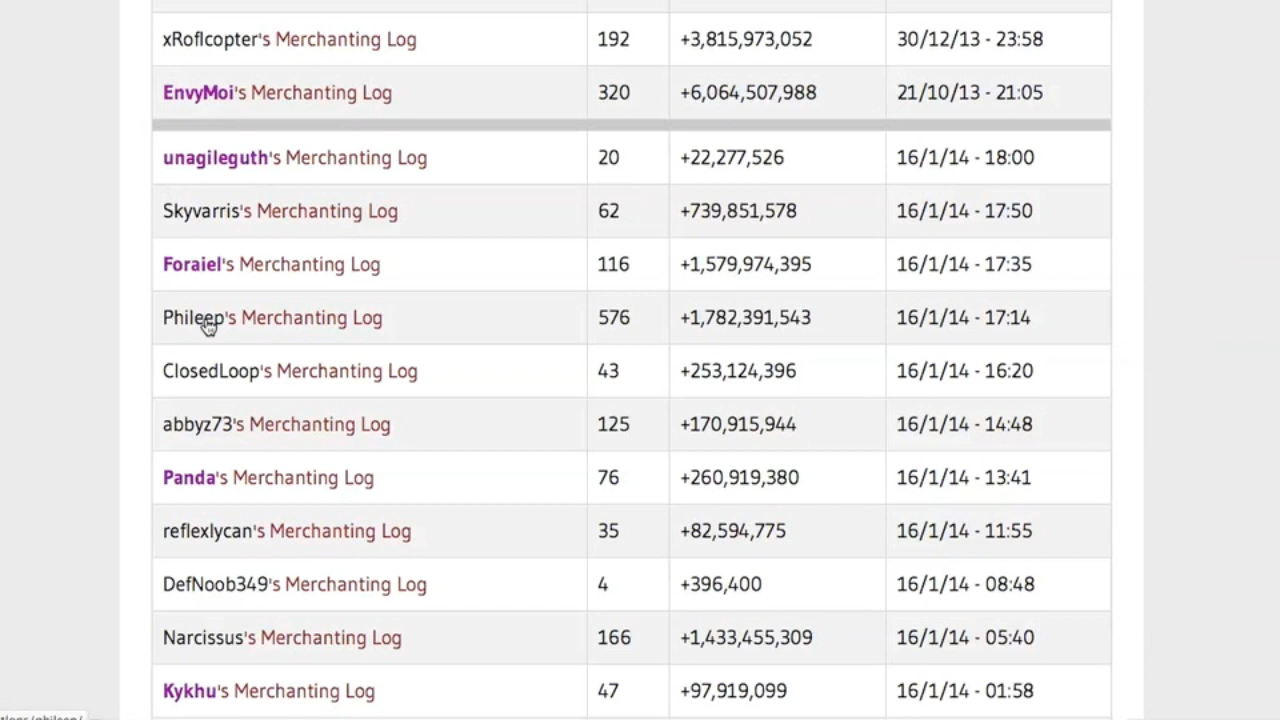 xRoflcopter's Merchanting Log 192 +3,815,973,052 30/12/13 - 23:58
EnvyMoi's Merchanting Log 320 +6,064,507,988 21/10/13 - 21:05
unagileguth's Merchanting Log 20 +22,277,526 16/1/14 - 18:00
Skyvarris's Merchanting Log 62 +739,851,578 16/1/14 - 17:50
Foraiel's Merchanting Log 116 +1,579,974,395 16/1/14 - 17:35
Phileep's Merchanting Log 576 +1,782,391,543 16/1/14 - 17:14
ClosedLoop's Merchanting Log 43 +253,124,396 16/1/14 - 16:20
abbyz73's Merchanting Log 125 +170,915,944 16/1/14 - 14:48
Panda's Merchanting Log 76 +260,919,380 16/1/14 - 13:41
reflexlycan's Merchanting Log 35 +82,594,775 16/1/14 - 11:55
DefNoob349's Merchanting Log 4 +396,400 16/1/14 - 08:48
Narcissus's Merchanting Log 166 +1,433,455,309 16/1/14 - 05:40
Kykhu's Merchanting Log 47 +97,919,099 16/1/14 - 01:58